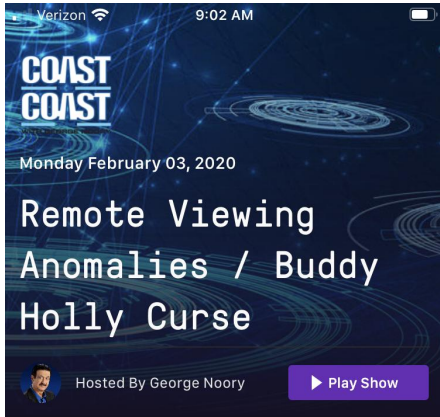 Verizon 9:02 AM
COAST
COAST
Monday February 03, 2020
Remote Viewing
Anomalies / Buddy
Holly Curse
Hosted By George Noory
Play Show